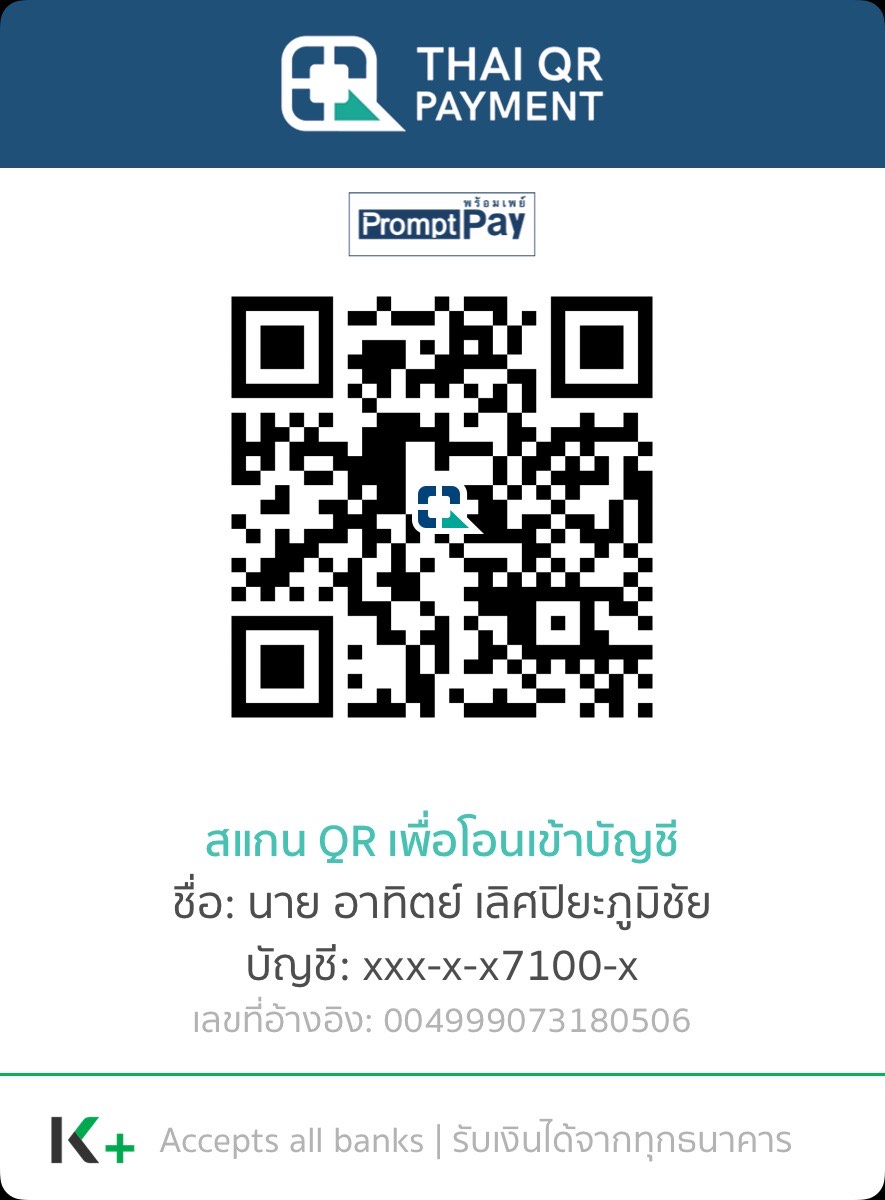 THAI QR
PAYMENT
พร้อมเพย์
PromptPay
สแกน QR เพื่อโอนเข้าบัญชี
ชื่อ: นาย อาทิตย์ เลิศปิยะภูมิชัย
บัญชี: xxx-x-x7100-x
เลขที่อ้างอิง: 004999073180506
K+ Accepts all banks | รับเงินได้จากทุกธนาคาร